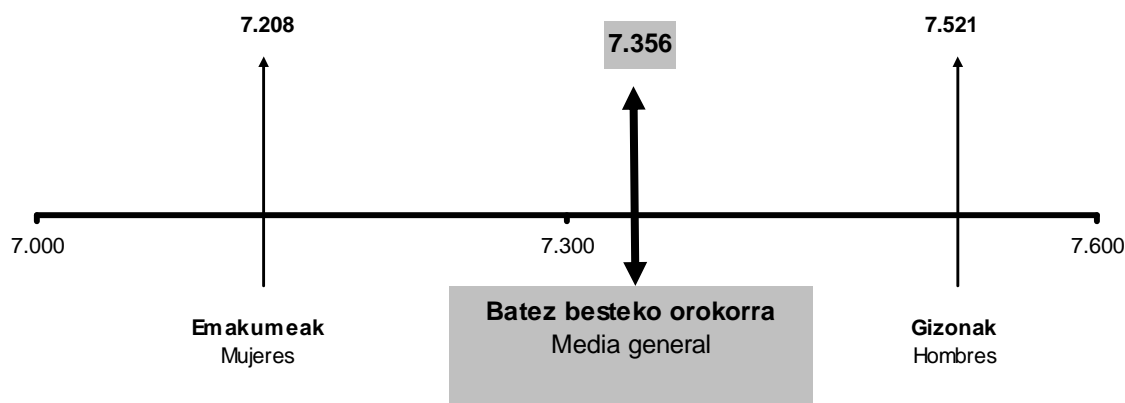 7.208
7.356
7.521
7.000
7.300
7.600
Emakumeak
Mujeres
Batez besteko orokorra
Media general
Gizonak
Hombres